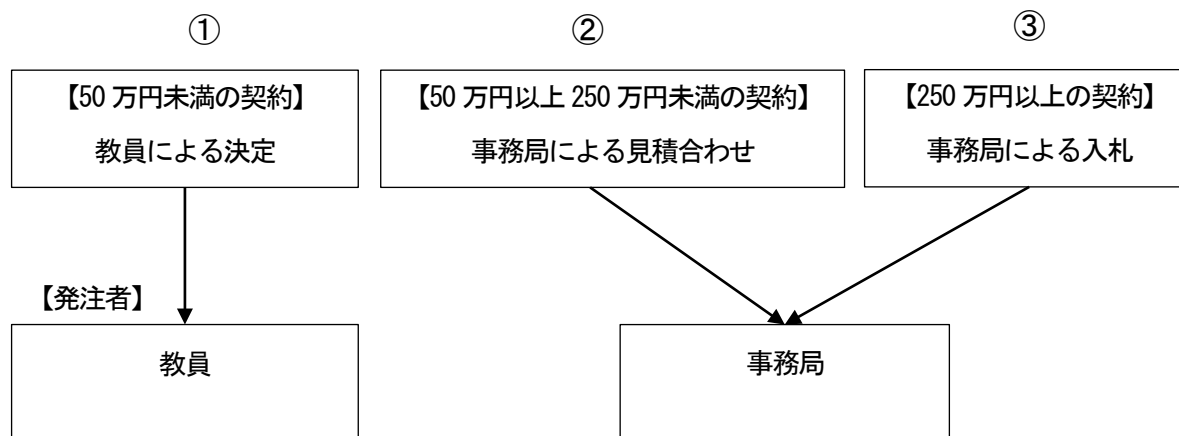 ①
②
③
【50 万円未満の契約】
教員による決定
【50 万円以上 250 万円未満の契約】
事務局による見積合わせ
【250 万円以上の契約】
事務局による入札
【発注者】
教員
事務局